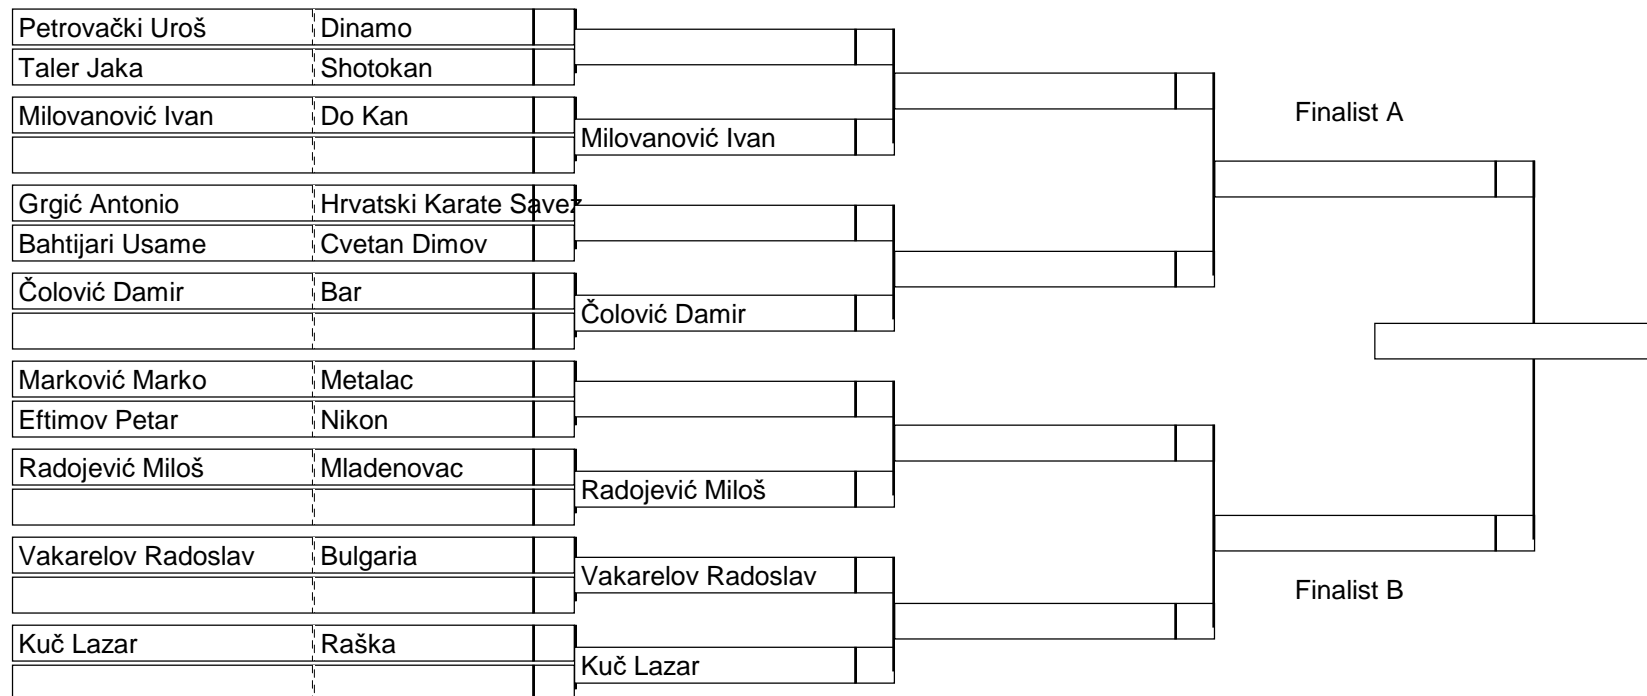 Petrovački Uroš Dinamo
Taler Jaka Shotokan
Milovanović Ivan Do Kan
Milovanović Ivan
Finalist A
Grgić Antonio Hrvatski Karate Savez
Bahtijari Usame Cvetan Dimov
Čolović Damir Bar
Čolović Damir
Marković Marko Metalac
Eftimov Petar Nikon
Radojević Miloš Mladenovac
Radojević Miloš
Vakarelov Radoslav Bulgaria
Vakarelov Radoslav
Finalist B
Kuč Lazar Raška
Kuč Lazar